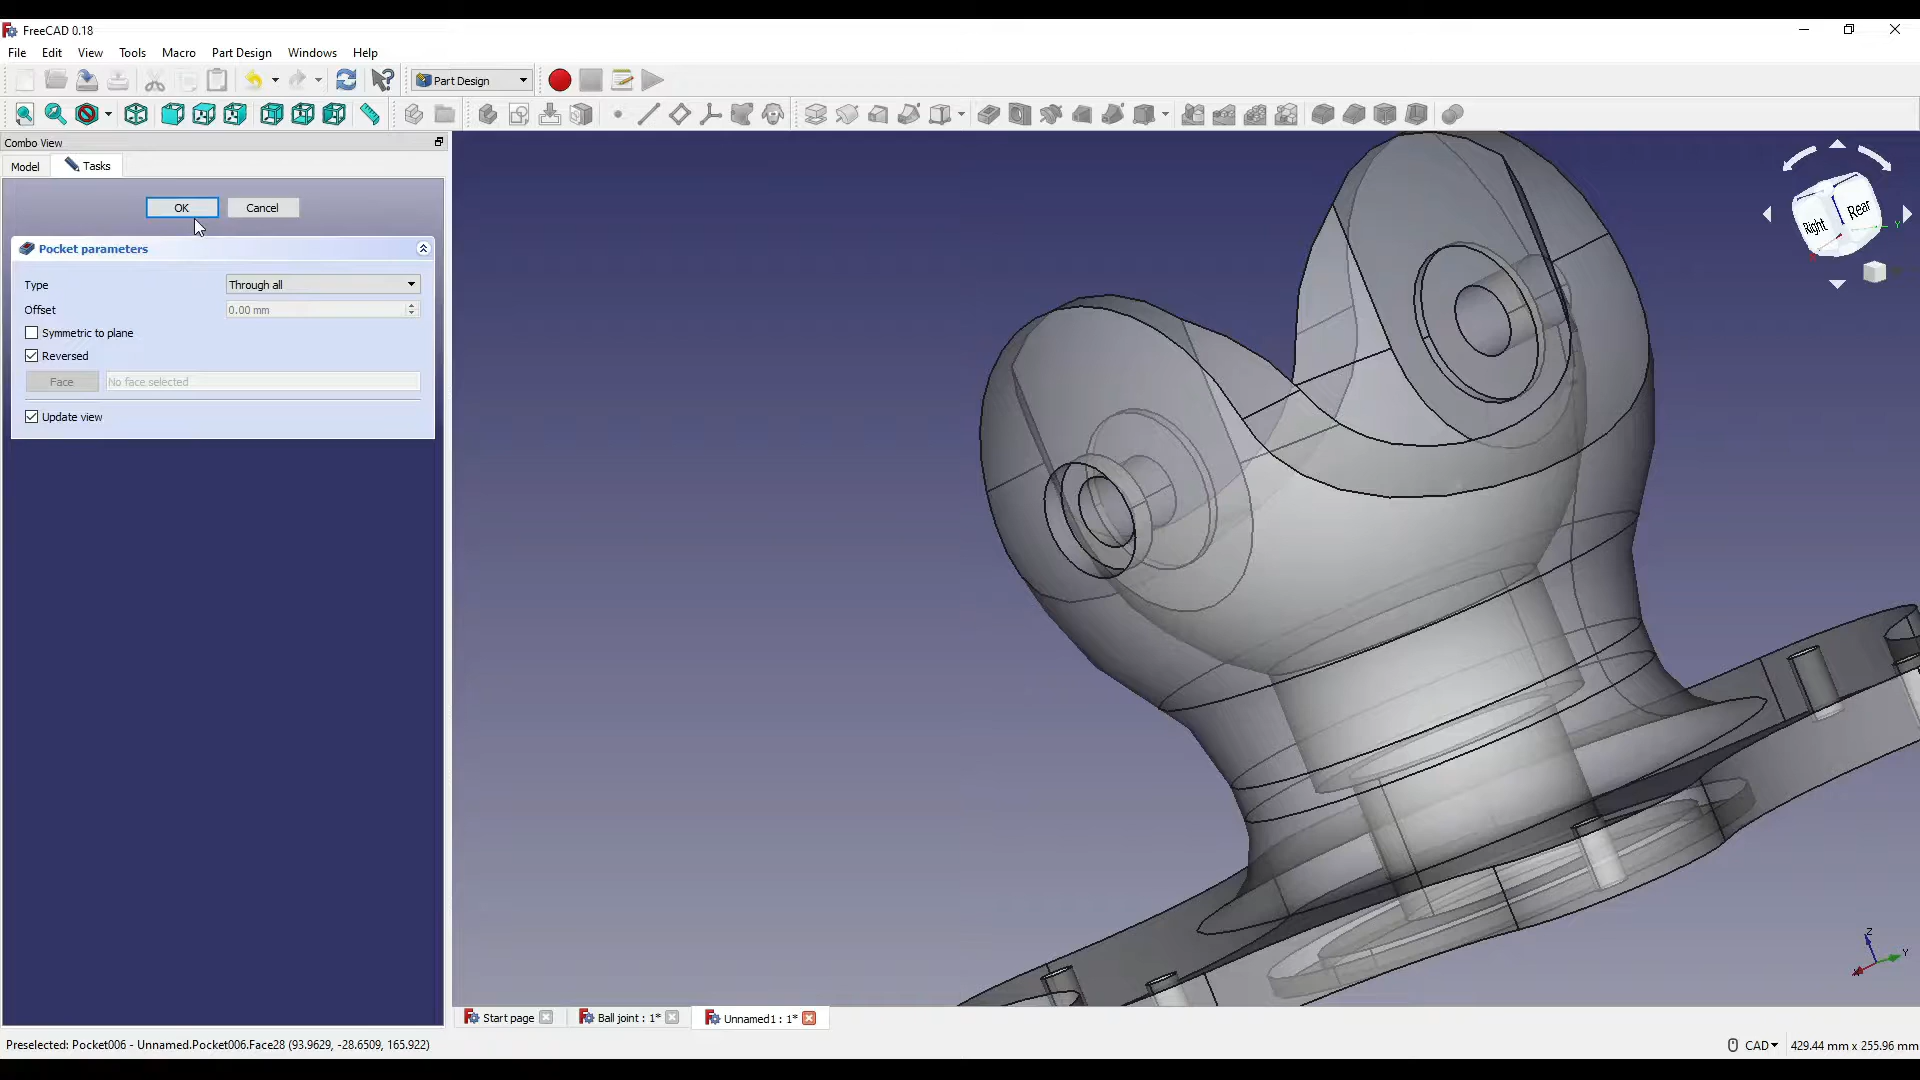 FreeCAD 0.18
File Edit View Tools Macro Part Design Windows Help
Part Design
Combo View
Model Tasks
OK Cancel
Pocket parameters
Type Through all
Offset 0.00 mm
Symmetric to plane
Reversed
Face No face selected
Update view
Right Rear
Y
Z
Y
X
Start page Ball joint : 1* Unnamed1 : 1*
Preselected: Pocket006 - Unnamed.Pocket006.Face28 (93.9629, -28.6509, 165.922)
CAD 429.44 mm x 255.96 mm